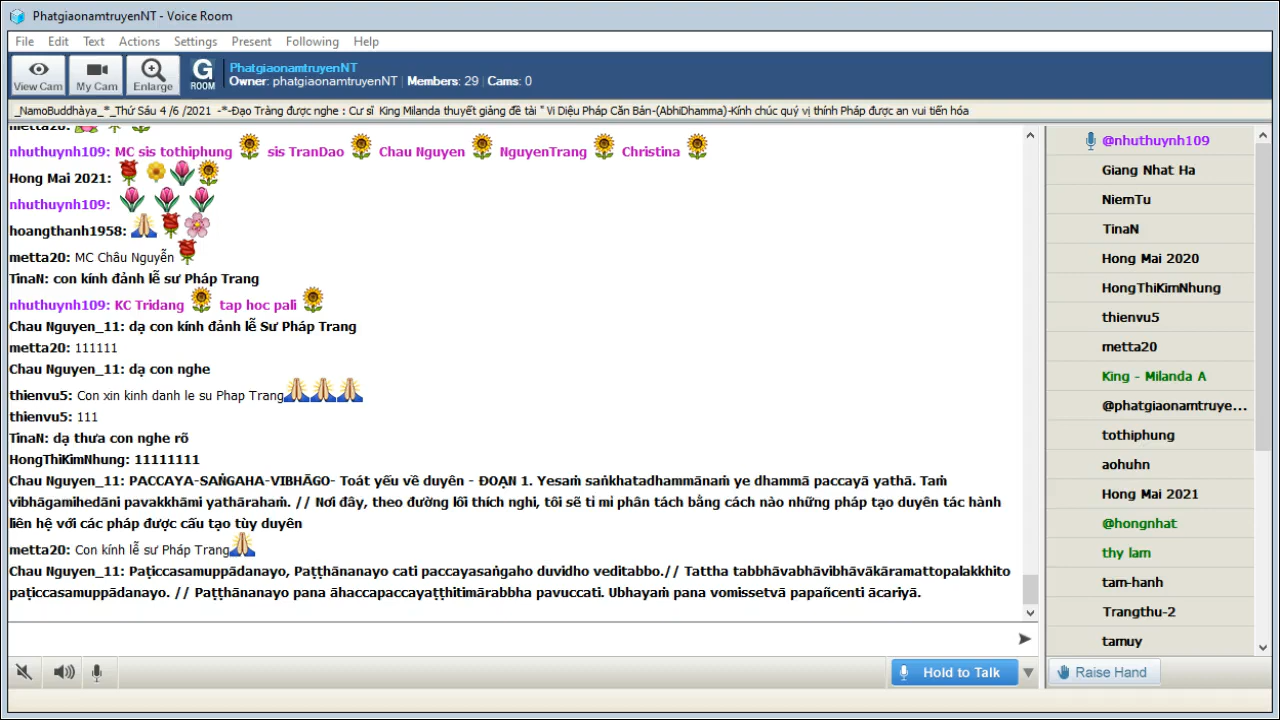 PhatgiaonamtruyenNT - Voice Room
File Edit Text Actions Settings Present Following Help
View Cam
My Cam
Enlarge
G ROOM
PhatgiaonamtruyenNT
Owner: phatgiaonamtruyenNT | Members: 29 | Cams: 0
_NamoBuddhàya_*_Thứ Sáu 4 /6 /2021 -*-Đạo Tràng được nghe : Cư sĩ King Milanda thuyết giảng đề tài " Vi Diệu Pháp Căn Bản-(AbhiDhamma)-Kính chúc quý vị thính Pháp được an vui tiến hóa
metta20:
nhuthuynh109: MC sis tothiphung sis TranDao Chau Nguyen NguyenTrang Christina
Hong Mai 2021:
nhuthuynh109:
hoangthanh1958:
metta20: MC Châu Nguyễn
TinaN: con kính đảnh lễ sư Pháp Trang
nhuthuynh109: KC Tridang tap hoc pali
Chau Nguyen_11: dạ con kính đảnh lễ Sư Pháp Trang
metta20: 111111
Chau Nguyen_11: dạ con nghe
thienvu5: Con xin kinh danh le su Phap Trang
thienvu5: 111
TinaN: dạ thưa con nghe rõ
HongThiKimNhung: 11111111
Chau Nguyen_11: PACCAYA-SAṄGAHA-VIBHĀGO- Toát yếu về duyên - ĐOẠN 1. Yesaṁ saṅkhatadhammānaṁ ye dhammā paccayā yathā. Taṁ
vibhāgamihedāni pavakkhāmi yathārahaṁ. // Nơi đây, theo đường lối thích nghi, tôi sẽ tỉ mỉ phân tách bằng cách nào những pháp tạo duyên tác hành
liên hệ với các pháp được cấu tạo tùy duyên
metta20: Con kính lễ sư Pháp Trang
Chau Nguyen_11: Paṭiccasamuppādanayo, Paṭṭhānanayo cati paccayasaṅgaho duvidho veditabbo.// Tattha tabbhāvabhāvibhāvākāramattopalakkhito
paṭiccasamuppādanayo. // Paṭṭhānanayo pana āhaccapaccayaṭṭhitimārabbha pavuccati. Ubhayaṁ pana vomissetvā papañcenti ācariyā.
Hold to Talk
@nhuthuynh109
Giang Nhat Ha
NiemTu
TinaN
Hong Mai 2020
HongThiKimNhung
thienvu5
metta20
King - Milanda A
@phatgiaonamtruye...
tothiphung
aohuhn
Hong Mai 2021
@hongnhat
thy lam
tam-hanh
Trangthu-2
tamuy
Raise Hand